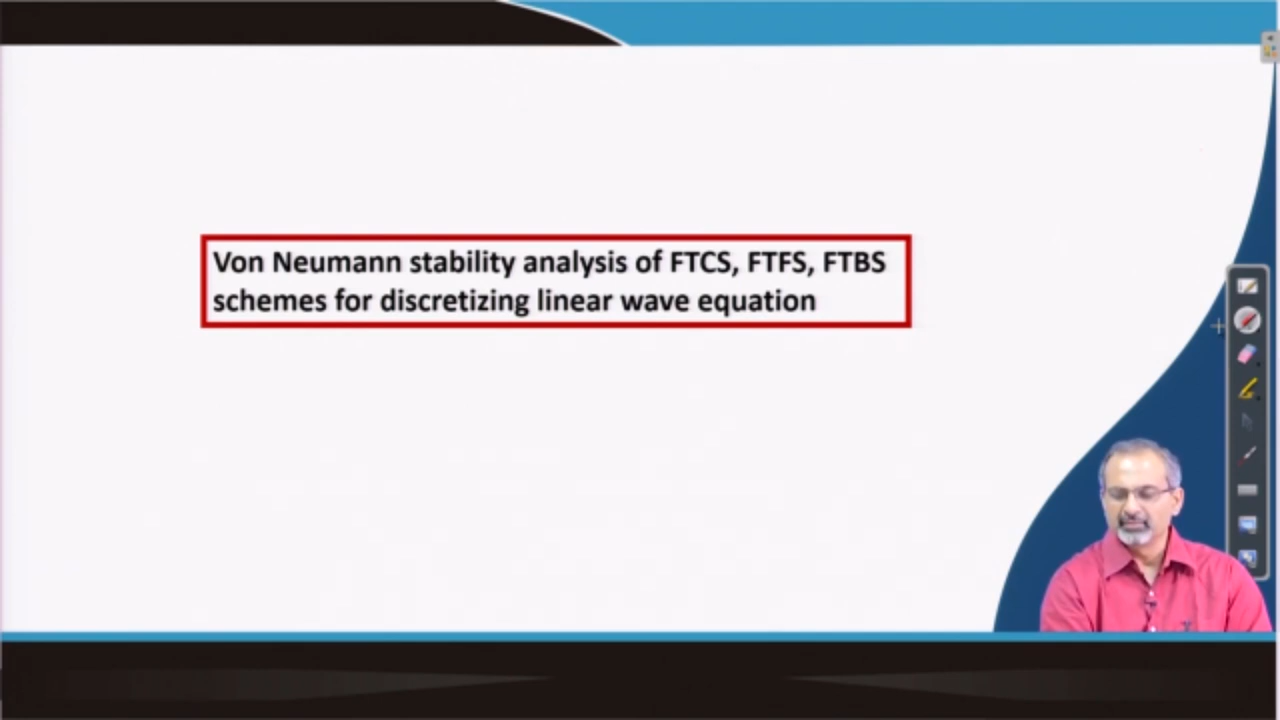 Von Neumann stability analysis of FTCS, FTFS, FTBS
schemes for discretizing linear wave equation